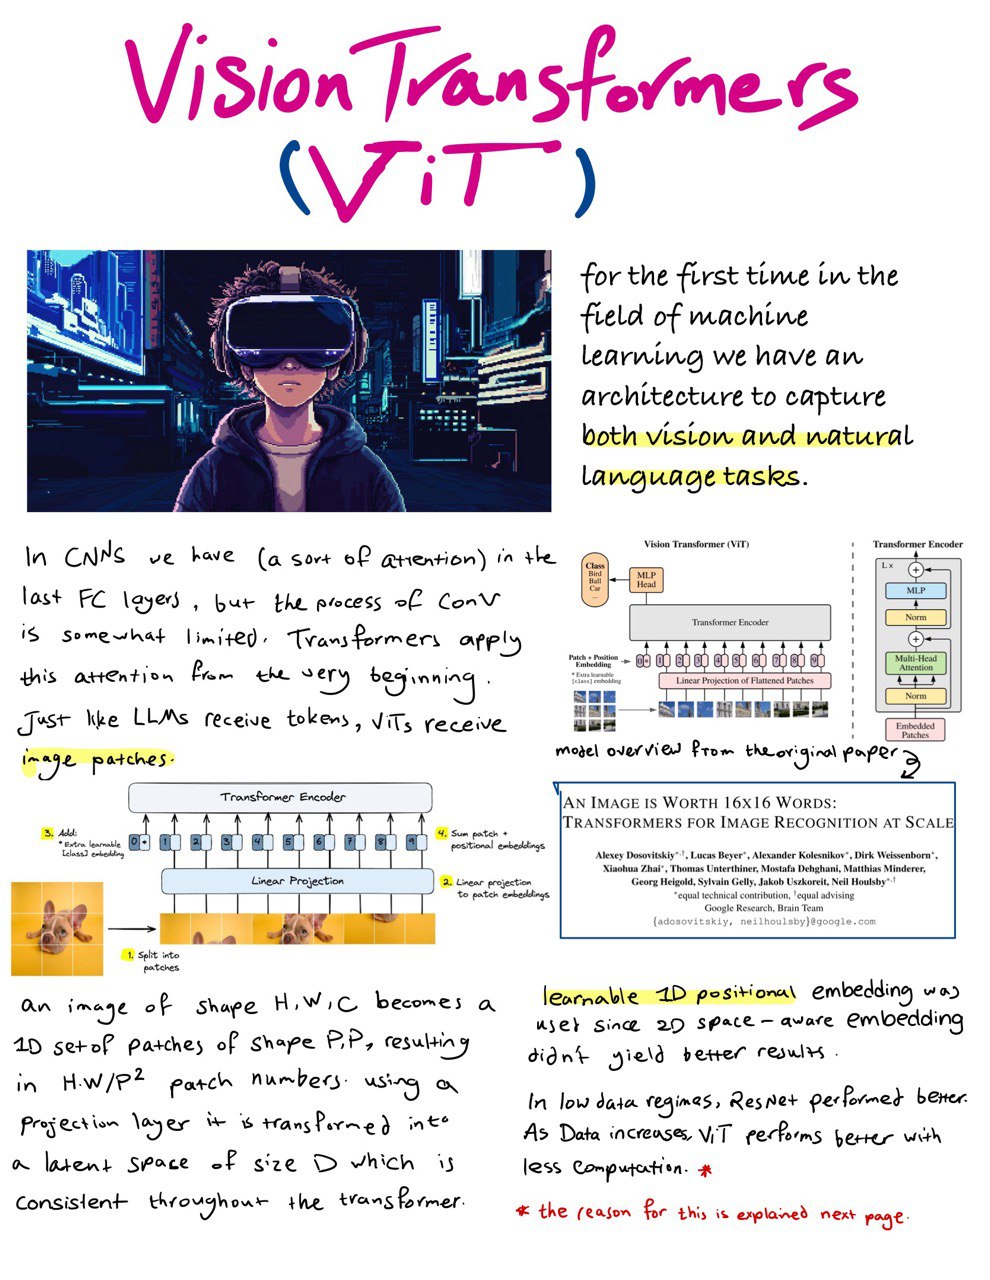 Vision Transformers
(ViT)
for the first time in the
field of machine
learning we have an
architecture to capture
both vision and natural
language tasks.
In CNNs we have (a sort of attention) in the
last FC layers, but the process of Conv
is somewhat limited. Transformers apply
this attention from the very beginning.
Just like LLMs receive tokens, ViTs receive
image patches.
Vision Transformer (ViT)
Class
Bird
Ball
Car
...
MLP
Head
Transformer Encoder
Patch + Position
Embedding
* Extra learnable
[class] embedding
0 * 1 2 3 4 5 6 7 8 9
Linear Projection of Flattened Patches
Transformer Encoder
L x
+
MLP
Norm
+
Multi-Head
Attention
Norm
Embedded
Patches
model overview from the original paper
Transformer Encoder
3. Add:
* Extra learnable
[class] embedding
0 * 1 2 3 4 5 6 7 8 9
4. Sum patch +
positional embeddings
Linear Projection
2. Linear projection
to patch embeddings
1. Split into
patches
AN IMAGE IS WORTH 16X16 WORDS:
TRANSFORMERS FOR IMAGE RECOGNITION AT SCALE
Alexey Dosovitskiy*,†, Lucas Beyer*, Alexander Kolesnikov*, Dirk Weissenborn*,
Xiaohua Zhai*, Thomas Unterthiner, Mostafa Dehghani, Matthias Minderer,
Georg Heigold, Sylvain Gelly, Jakob Uszkoreit, Neil Houlsby*,†
*equal technical contribution, †equal advising
Google Research, Brain Team
{adosovitskiy, neilhoulsby}@google.com
an image of shape H,W,C becomes a
1D set of patches of shape P,P, resulting
in H.W/P² patch numbers. using a
projection layer it is transformed into
a latent space of size D which is
consistent throughout the transformer.
learnable 1D positional embedding was
used since 2D space-aware embedding
didn't yield better results.
In low data regimes, ResNet performed better.
As Data increases, ViT performs better with
less computation. *
* the reason for this is explained next page.